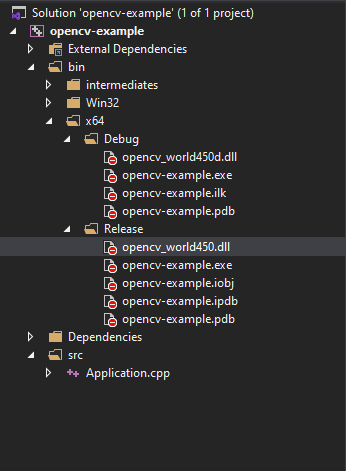 Solution 'opencv-example' (1 of 1 project)
opencv-example
External Dependencies
bin
intermediates
Win32
x64
Debug
opencv_world450d.dll
opencv-example.exe
opencv-example.ilk
opencv-example.pdb
Release
opencv_world450.dll
opencv-example.exe
opencv-example.iobj
opencv-example.ipdb
opencv-example.pdb
Dependencies
src
Application.cpp